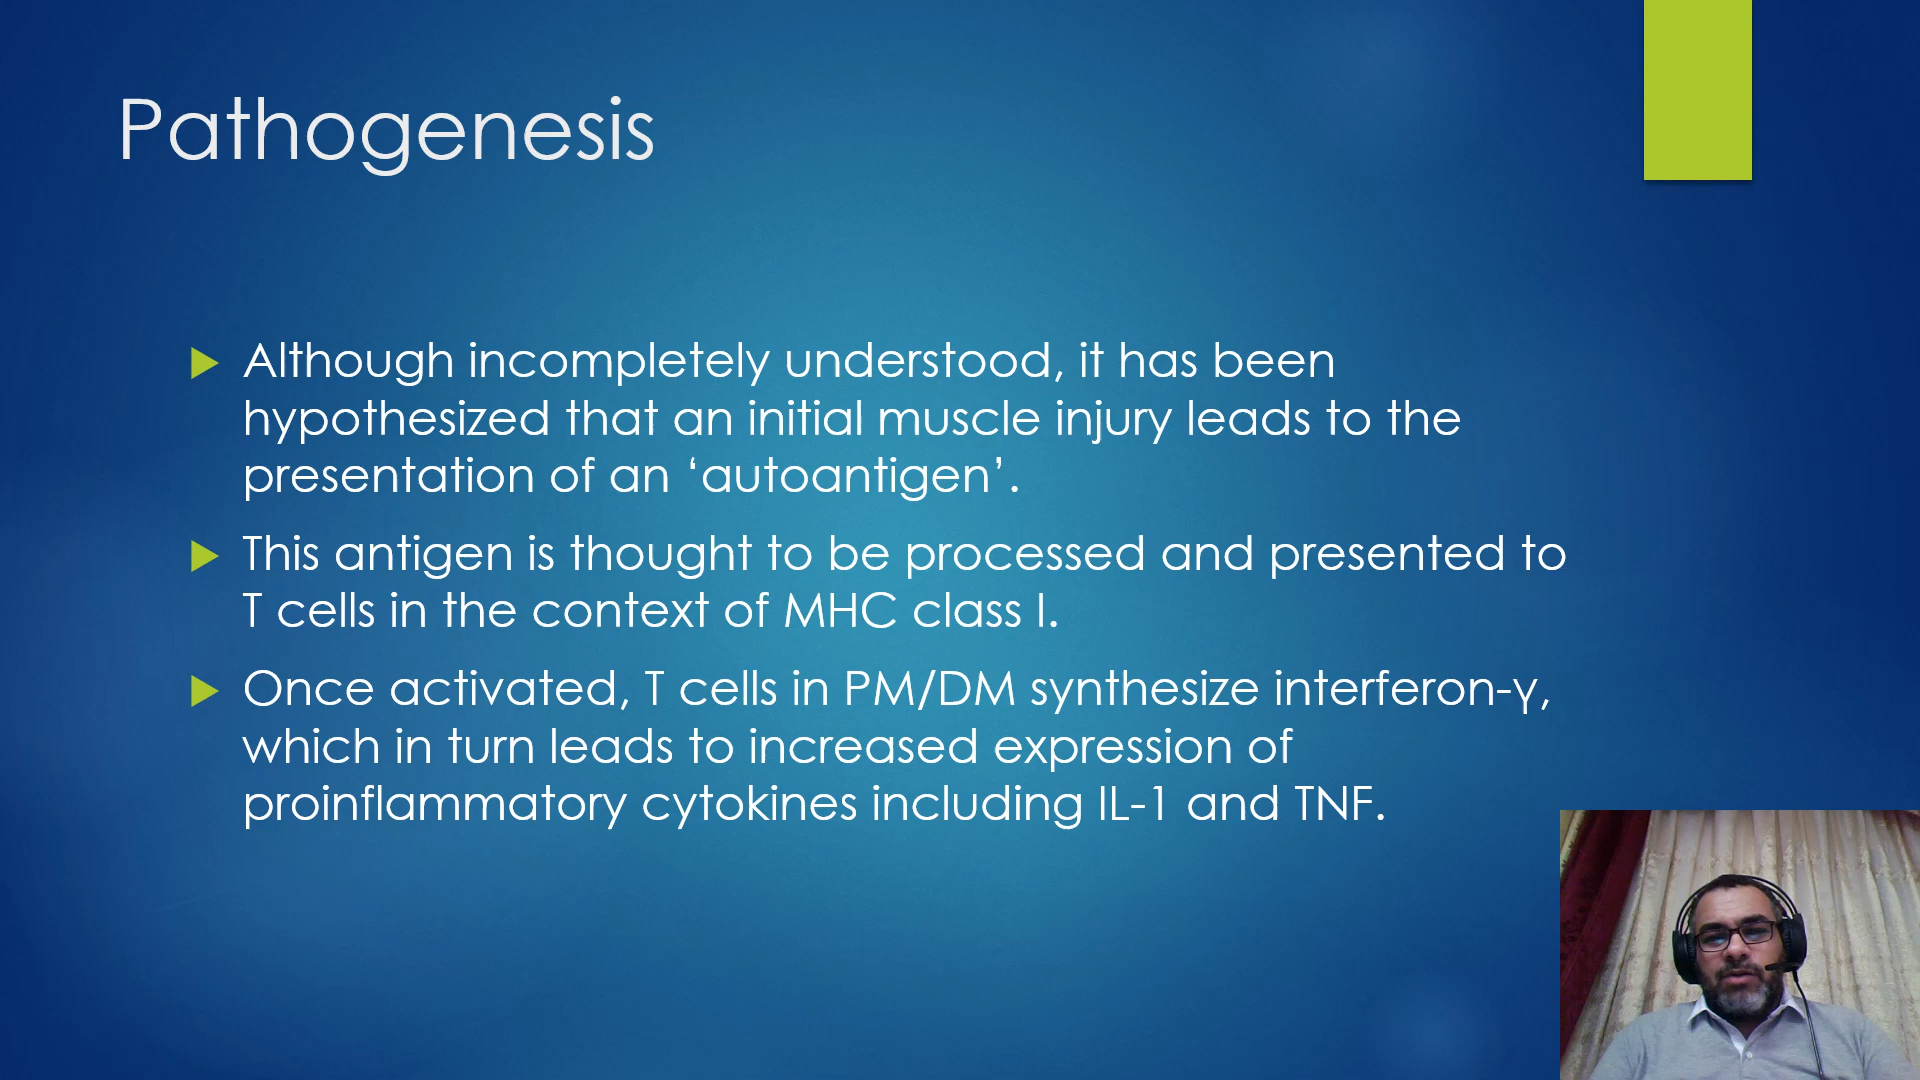 Pathogenesis
Although incompletely understood, it has been
hypothesized that an initial muscle injury leads to the
presentation of an ‘autoantigen’.
This antigen is thought to be processed and presented to
T cells in the context of MHC class I.
Once activated, T cells in PM/DM synthesize interferon-γ,
which in turn leads to increased expression of
proinflammatory cytokines including IL-1 and TNF.